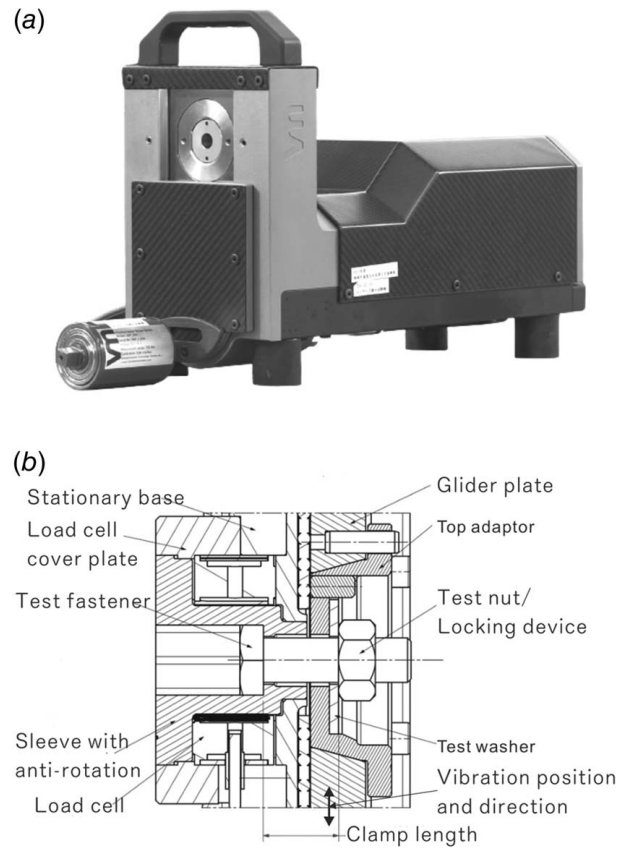 (a)
(b)
Stationary base
Load cell
cover plate
Test fastener
Sleeve with
anti-rotation
Load cell
Glider plate
Top adaptor
Test nut/
Locking device
Test washer
Vibration position
and direction
Clamp length